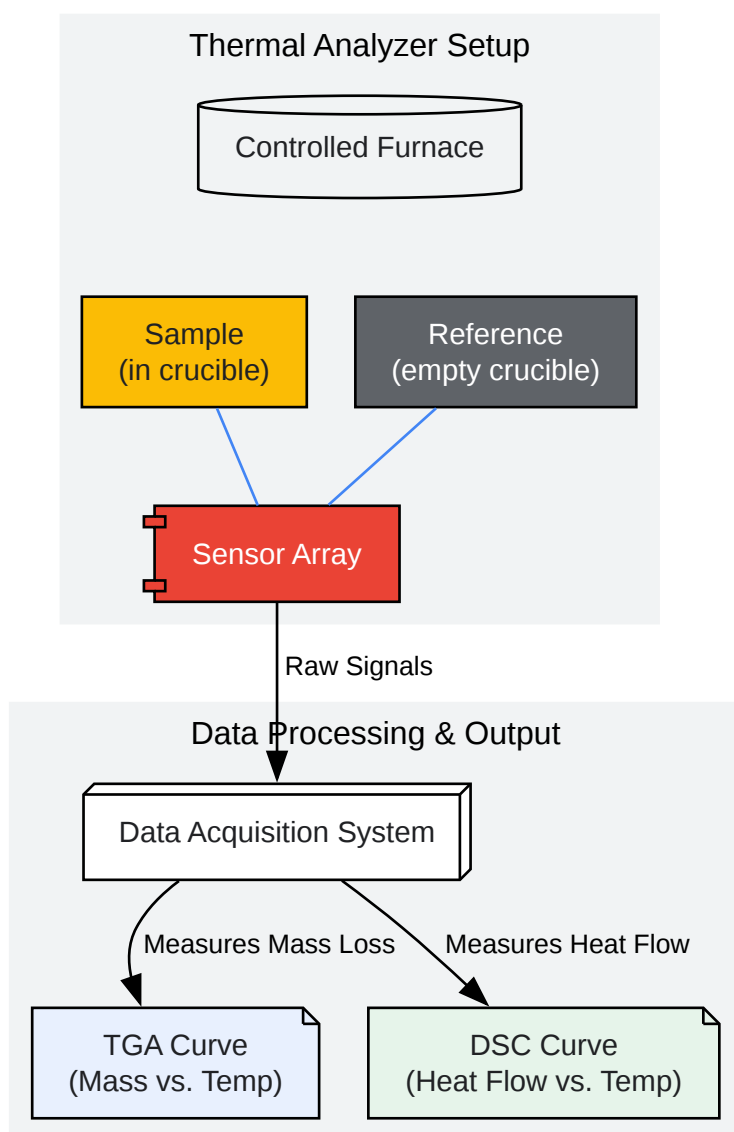 Thermal Analyzer Setup
Controlled Furnace
Sample
(in crucible)
Reference
(empty crucible)
Sensor Array
Raw Signals
Data Processing & Output
Data Acquisition System
Measures Mass Loss
Measures Heat Flow
TGA Curve
(Mass vs. Temp)
DSC Curve
(Heat Flow vs. Temp)